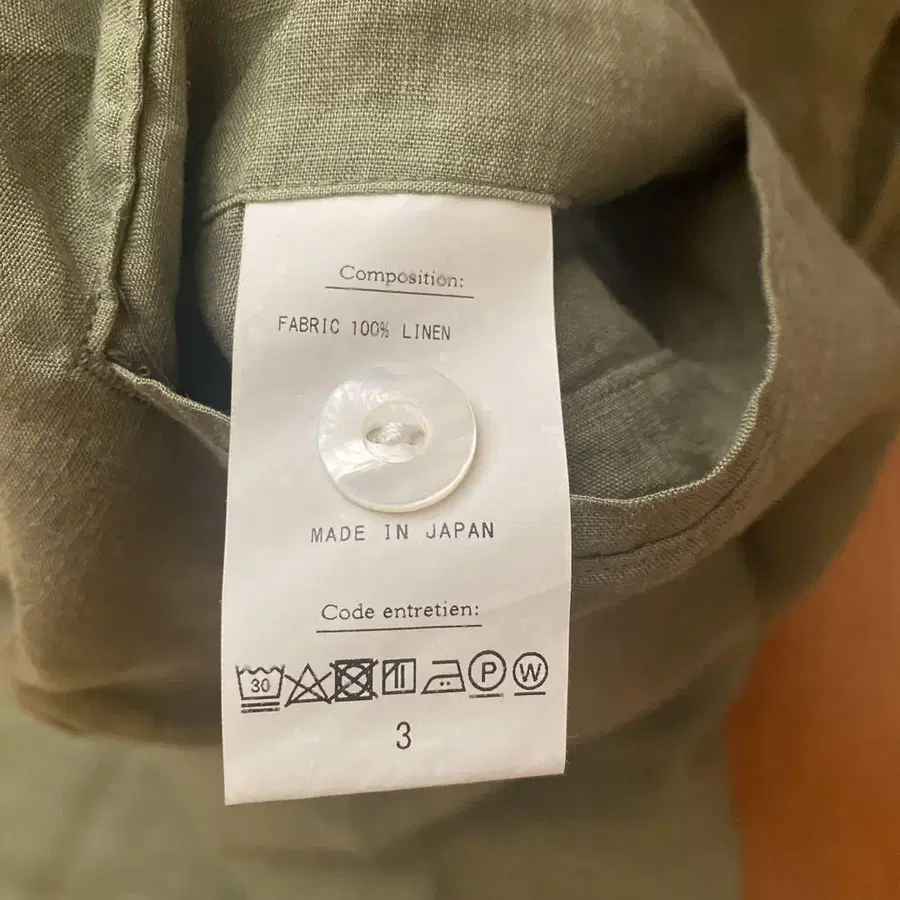 Composition:
FABRIC 100% LINEN
MADE IN JAPAN
Code entretien:
30 P W
3